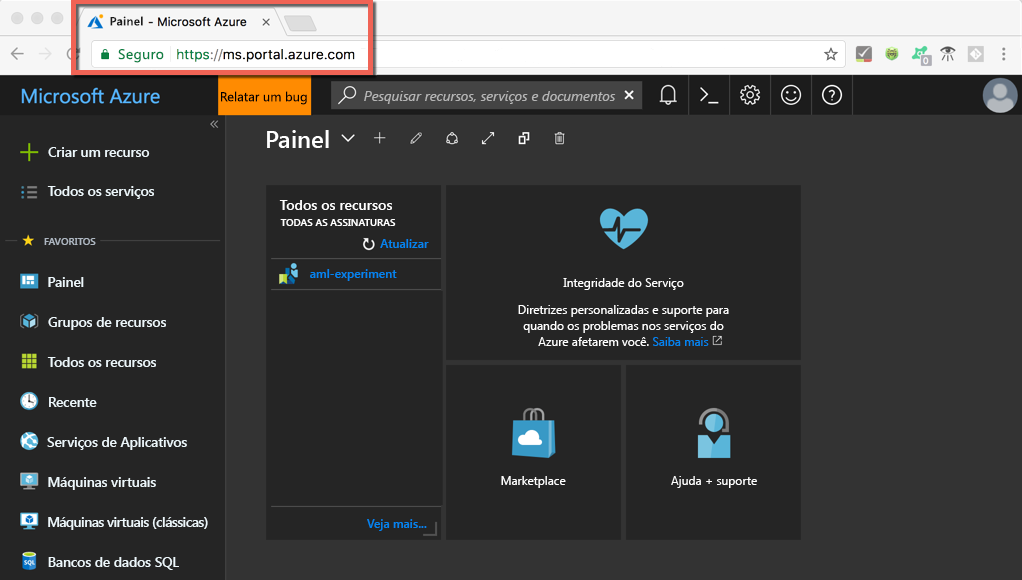 Painel - Microsoft Azure
Seguro https://ms.portal.azure.com
0
Microsoft Azure
Relatar um bug
Pesquisar recursos, serviços e documentos
Painel
Criar um recurso
Todos os serviços
FAVORITOS
Painel
Grupos de recursos
Todos os recursos
Recente
Serviços de Aplicativos
Máquinas virtuais
Máquinas virtuais (clássicas)
SQL
Bancos de dados SQL
Todos os recursos
TODAS AS ASSINATURAS
Atualizar
aml-experiment
Veja mais...
Integridade do Serviço
Diretrizes personalizadas e suporte para
quando os problemas nos serviços do
Azure afetarem você. Saiba mais
Marketplace
Ajuda + suporte